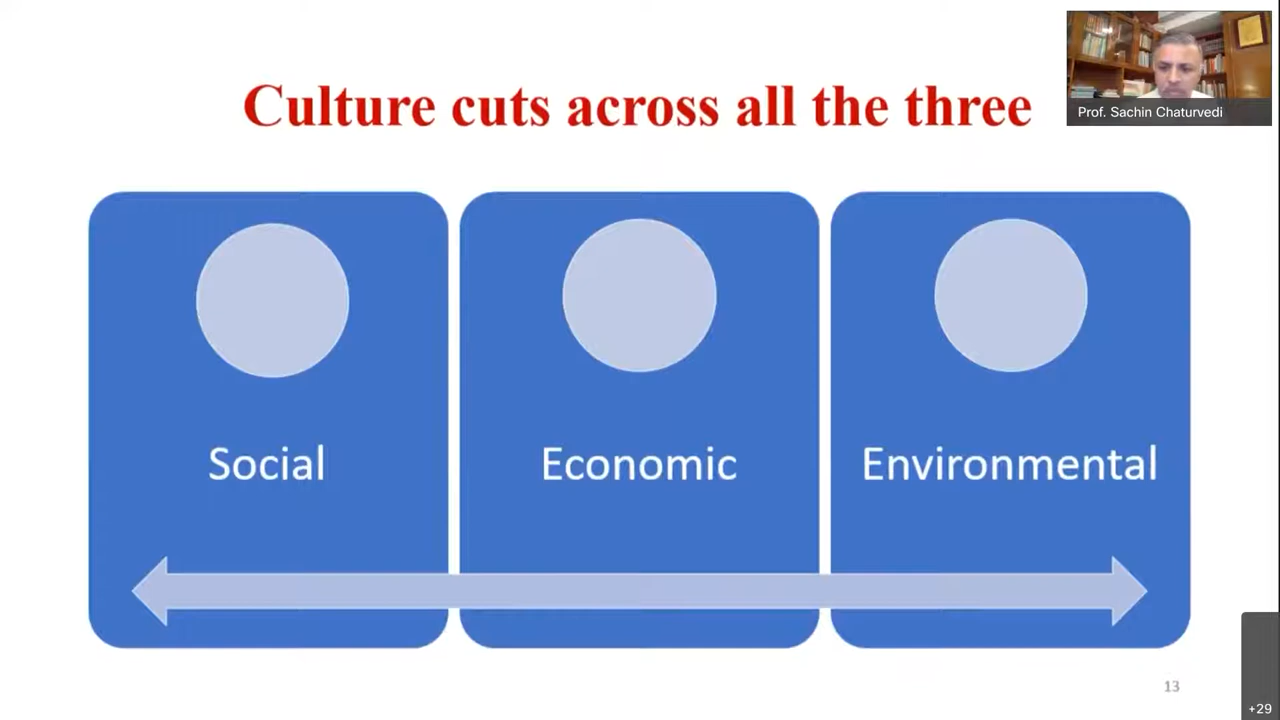 Culture cuts across all the three
Prof. Sachin Chaturvedi
Social
Economic
Environmental
13
+29